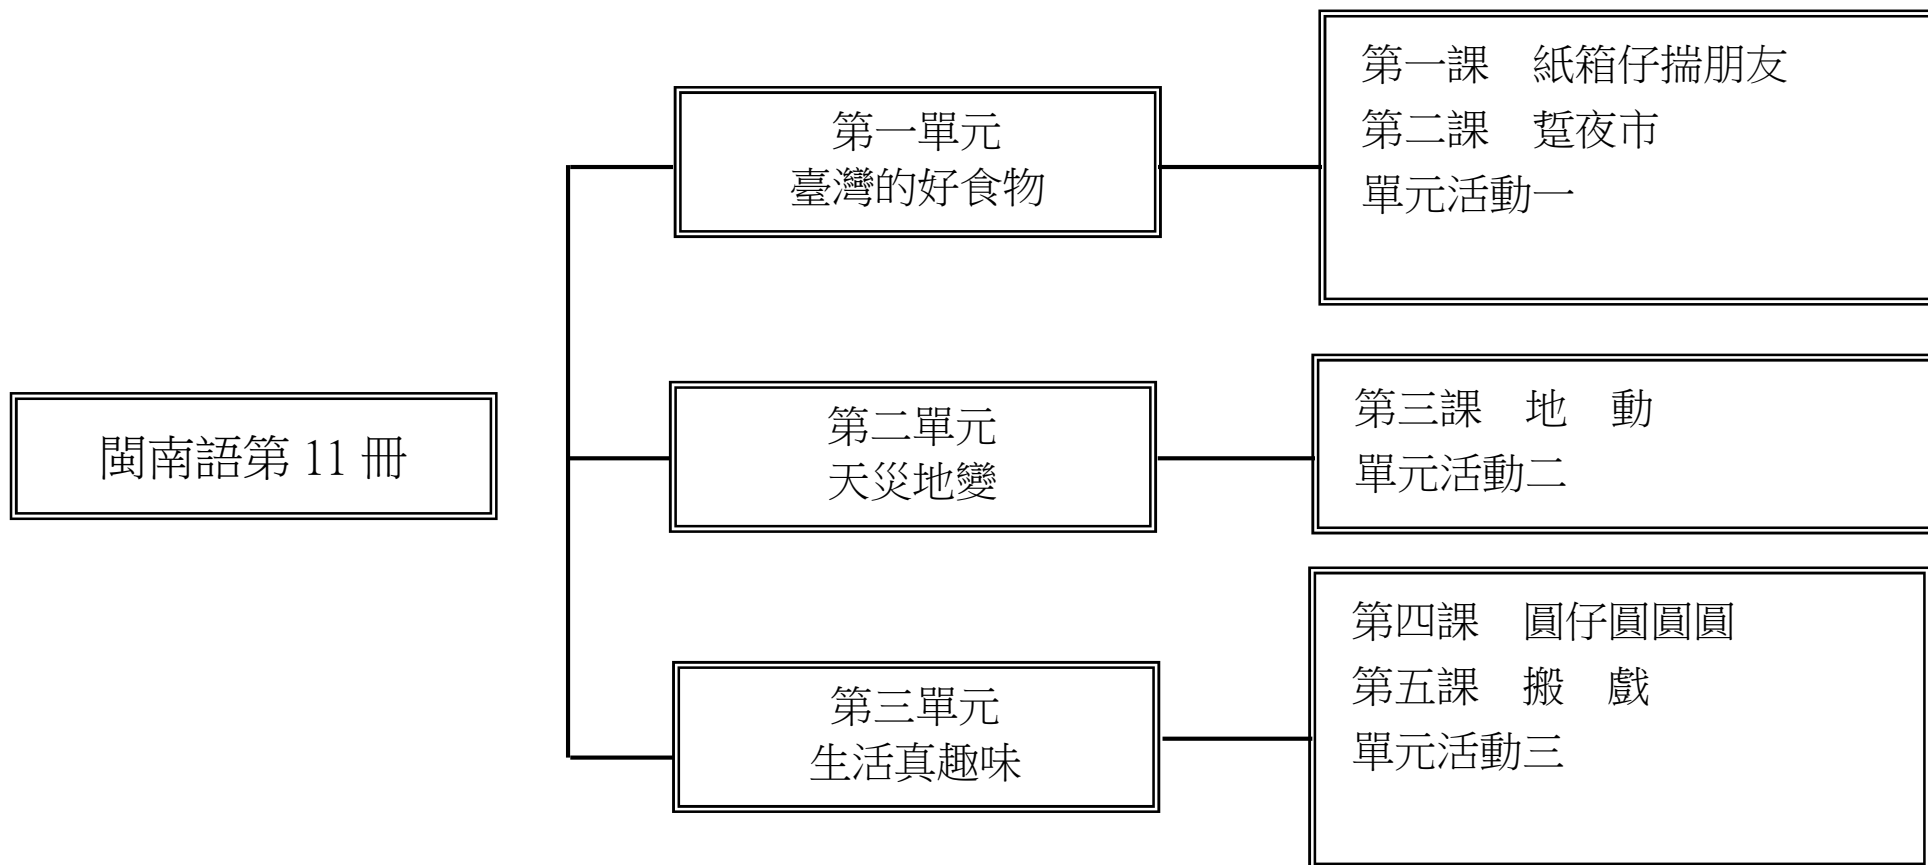 閩南語第 11 冊
第一單元
臺灣的好食物
第一課　紙箱仔揣朋友
第二課　踅夜市
單元活動一
第二單元
天災地變
第三課　地　動
單元活動二
第三單元
生活真趣味
第四課　圓仔圓圓圓
第五課　搬　戲
單元活動三